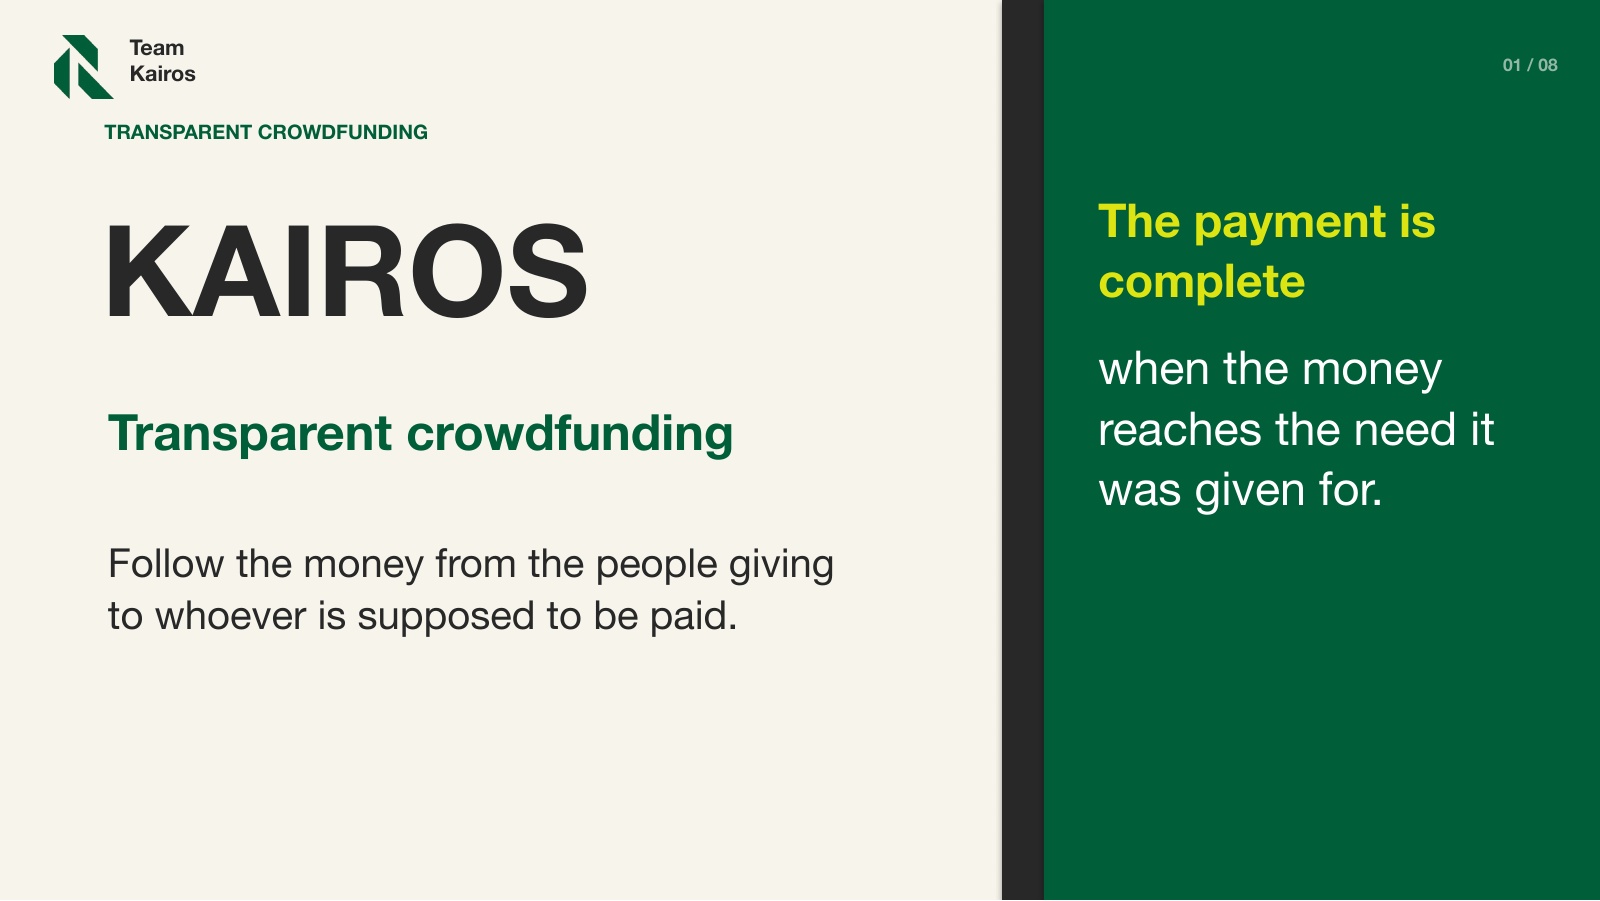 Team
Kairos
TRANSPARENT CROWDFUNDING
KAIROS
Transparent crowdfunding
Follow the money from the people giving
to whoever is supposed to be paid.
01 / 08
The payment is
complete
when the money
reaches the need it
was given for.